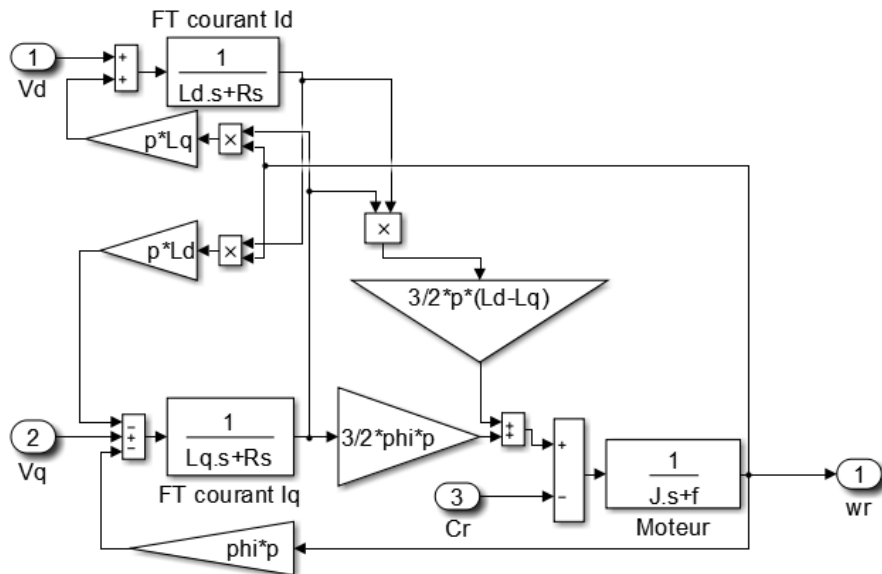 FT courant Id
1
Vd
+
+
1
Ld.s+Rs
p*Lq
×
×
p*Ld
×
3/2*p*(Ld-Lq)
2
Vq
−
+
−
1
Lq.s+Rs
FT courant Iq
3/2*phi*p
+
+
3
Cr
+
−
1
J.s+f
Moteur
1
wr
phi*p